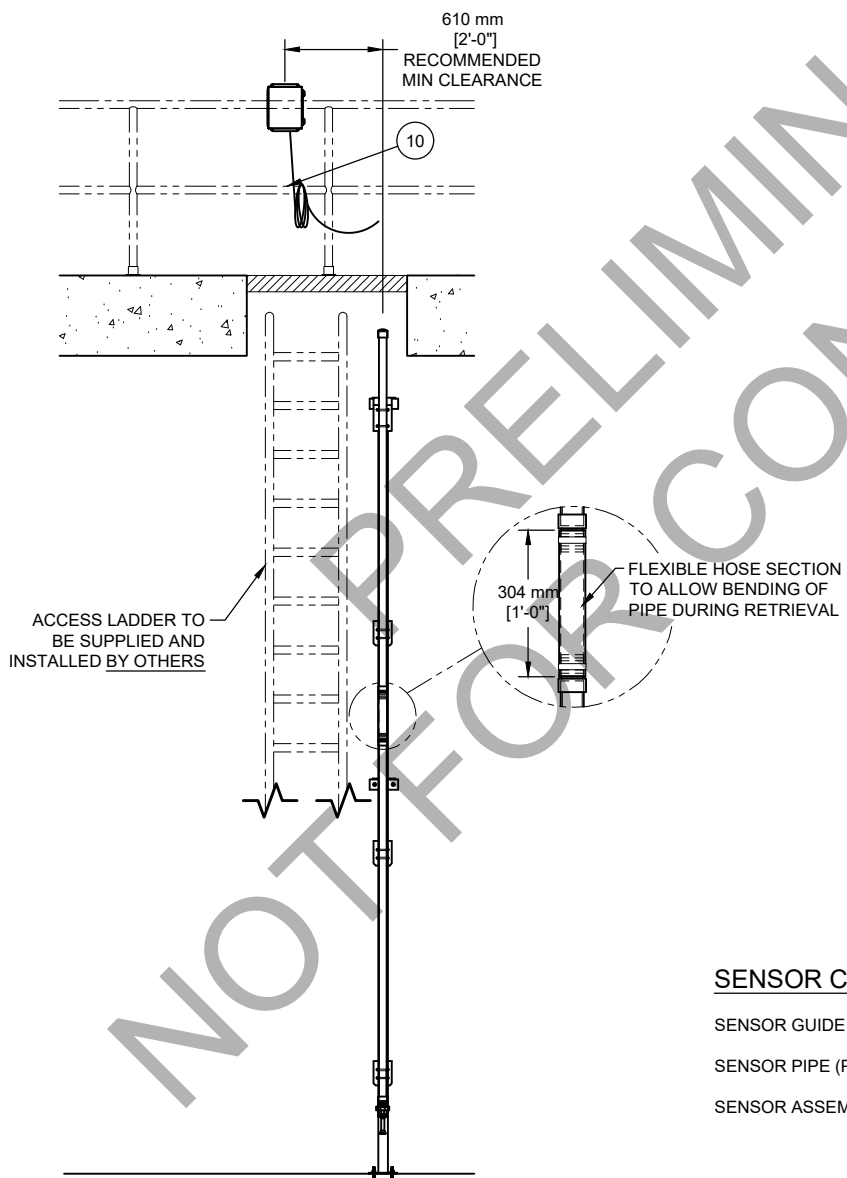 610 mm
[2'-0"]
RECOMMENDED
MIN CLEARANCE
10
FLEXIBLE HOSE SECTION
TO ALLOW BENDING OF
PIPE DURING RETRIEVAL
304 mm
[1'-0"]
ACCESS LADDER TO
BE SUPPLIED AND
INSTALLED BY OTHERS
SENSOR C
SENSOR GUIDE
SENSOR PIPE (
SENSOR ASSEM
PRELIMIN
NOT FOR CON